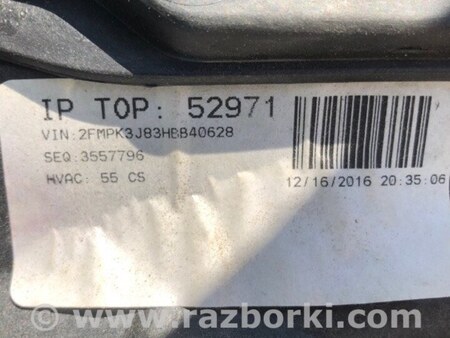 IP TOP: 52971
VIN:2FMPK3J83HBB40628
SEQ:3557796
HVAC: 55 CS
12/16/2016 20:35:06
www.razborki.com